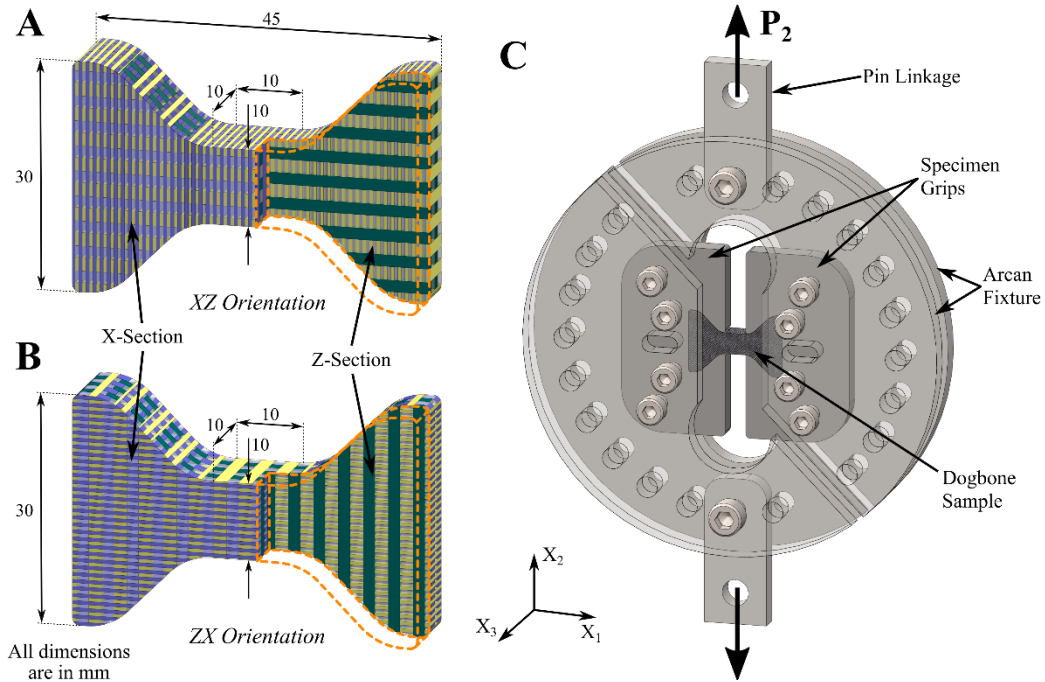 A
45
30
10
10
10
XZ Orientation
X-Section
Z-Section
B
30
10
10
10
ZX Orientation
All dimensions
are in mm
C
P2
Pin Linkage
Specimen
Grips
Arcan
Fixture
Dogbone
Sample
X2
X1
X3